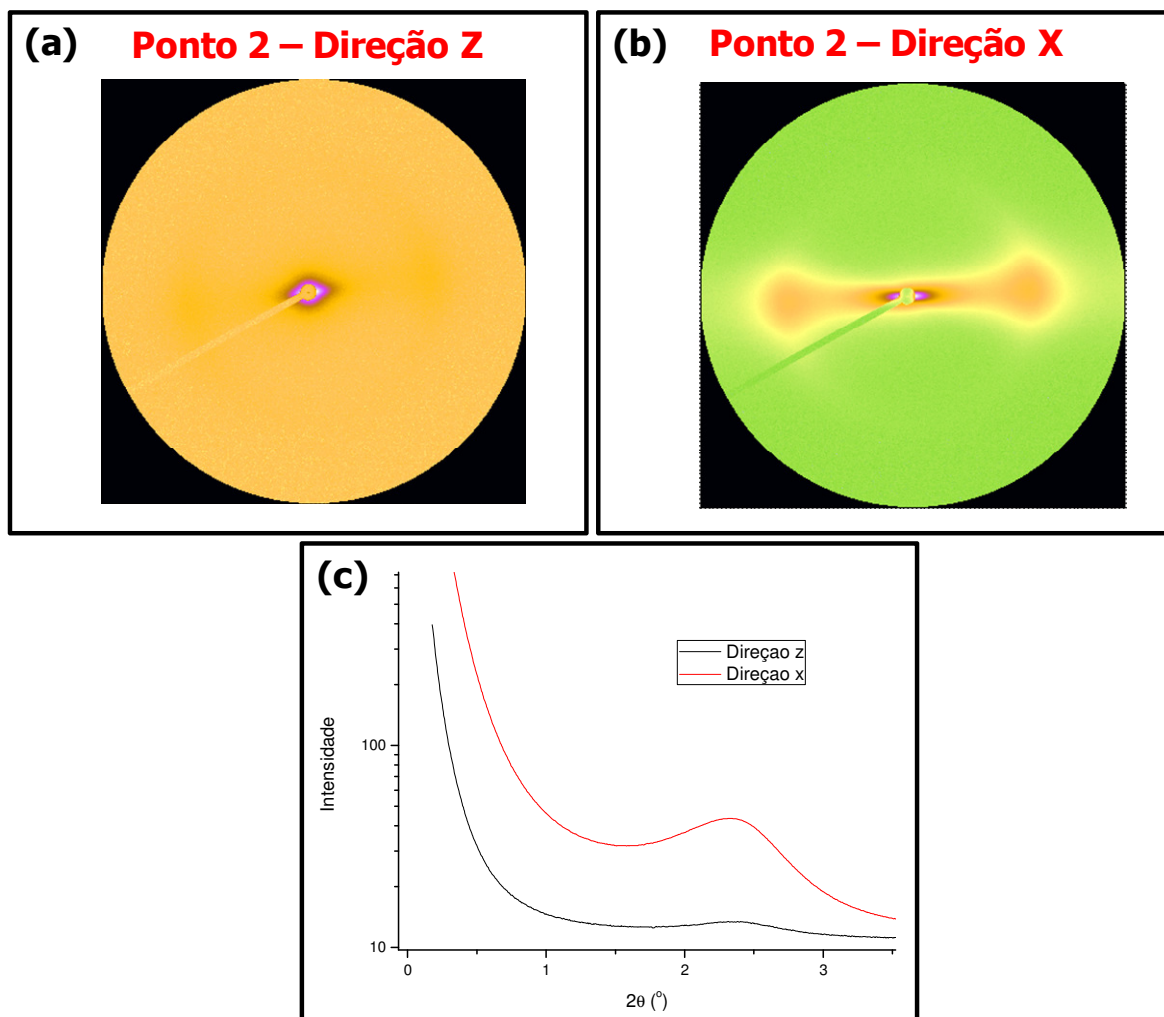 (a) Ponto 2 – Direção Z
(b) Ponto 2 – Direção X
(c)
Direçao z
Direçao x
Intensidade
100
10
0 1 2 3
2θ (°)